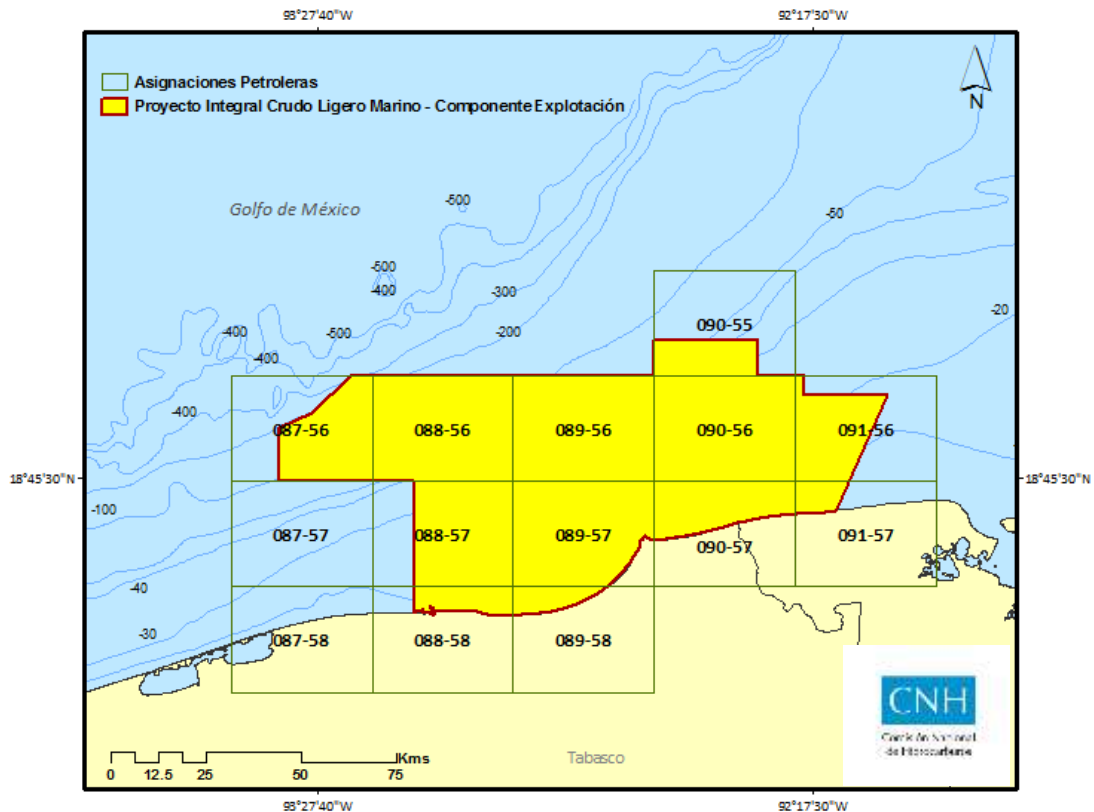 93°27'40"W
92°17'30"W
Asignaciones Petroleras
Proyecto Integral Crudo Ligero Marino - Componente Explotación
N
Golfo de México
-500
-50
-500
-400
-300
-20
-400
-500
-200
090-55
-400
-400
087-56
088-56
089-56
090-56
091-56
18°45'30"N
18°45'30"N
-100
087-57
088-57
089-57
090-57
091-57
-40
-30
087-58
088-58
089-58
CNH
Comisión Nacional
de Hidrocarburos
Kms
0 12.5 25 50 75
Tabasco
93°27'40"W
92°17'30"W